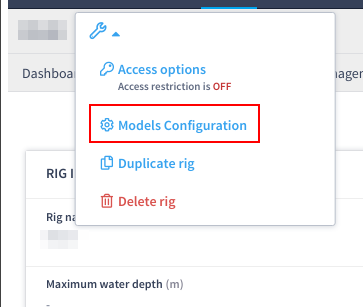 Access options
Access restriction is OFF
Dashboa
nager
Models Configuration
Duplicate rig
RIG I
Delete rig
Rig na
Maximum water depth (m)
-